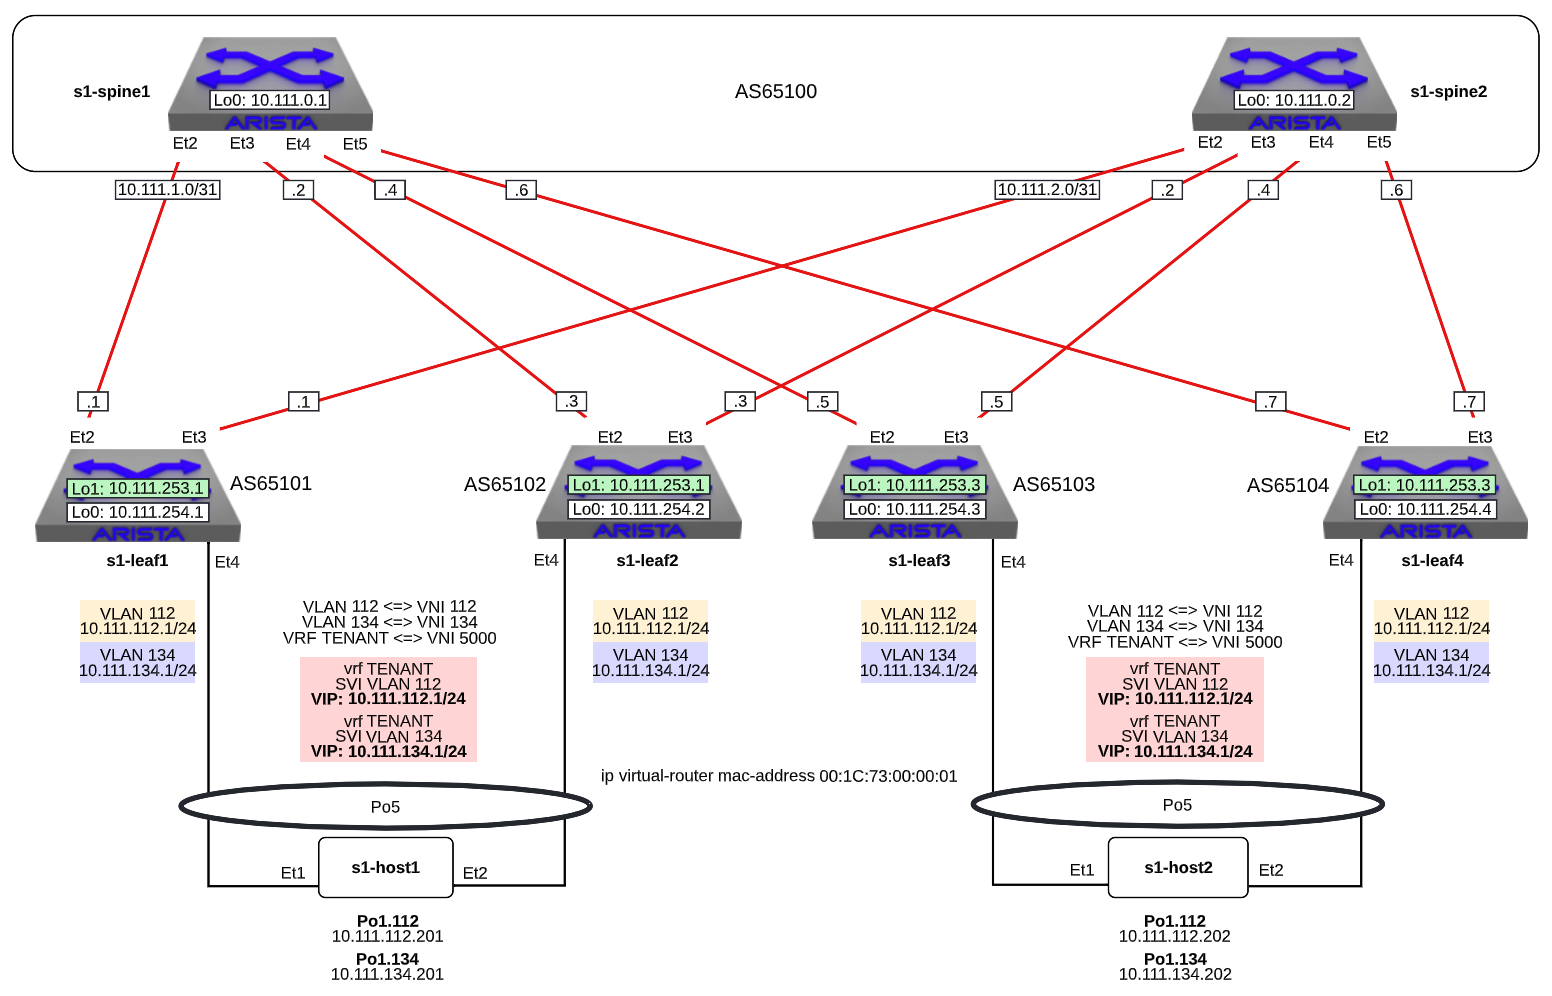 s1-spine1
Lo0: 10.111.0.1
ARISTA
AS65100
Lo0: 10.111.0.2
ARISTA
s1-spine2
Et2 Et3 Et4 Et5
Et2 Et3 Et4 Et5
10.111.1.0/31 .2 .4 .6
10.111.2.0/31 .2 .4 .6
.1 .1 .3 .3 .5 .5 .7 .7
Et2 Et3
Et2 Et3
Et2 Et3
Et2 Et3
Lo1: 10.111.253.1
Lo0: 10.111.254.1
ARISTA
AS65101
AS65102
Lo1: 10.111.253.1
Lo0: 10.111.254.2
ARISTA
Lo1: 10.111.253.3
Lo0: 10.111.254.3
ARISTA
AS65103
AS65104
Lo1: 10.111.253.3
Lo0: 10.111.254.4
ARISTA
s1-leaf1
Et4
Et4
s1-leaf2
s1-leaf3
Et4
Et4
s1-leaf4
VLAN 112
10.111.112.1/24
VLAN 134
10.111.134.1/24
VLAN 112 <=> VNI 112
VLAN 134 <=> VNI 134
VRF TENANT <=> VNI 5000
vrf TENANT
SVI VLAN 112
VIP: 10.111.112.1/24
vrf TENANT
SVI VLAN 134
VIP: 10.111.134.1/24
VLAN 112
10.111.112.1/24
VLAN 134
10.111.134.1/24
VLAN 112
10.111.112.1/24
VLAN 134
10.111.134.1/24
VLAN 112 <=> VNI 112
VLAN 134 <=> VNI 134
VRF TENANT <=> VNI 5000
vrf TENANT
SVI VLAN 112
VIP: 10.111.112.1/24
vrf TENANT
SVI VLAN 134
VIP: 10.111.134.1/24
VLAN 112
10.111.112.1/24
VLAN 134
10.111.134.1/24
ip virtual-router mac-address 00:1C:73:00:00:01
Po5
Po5
Et1
s1-host1
Et2
Et1
s1-host2
Et2
Po1.112
10.111.112.201
Po1.134
10.111.134.201
Po1.112
10.111.112.202
Po1.134
10.111.134.202